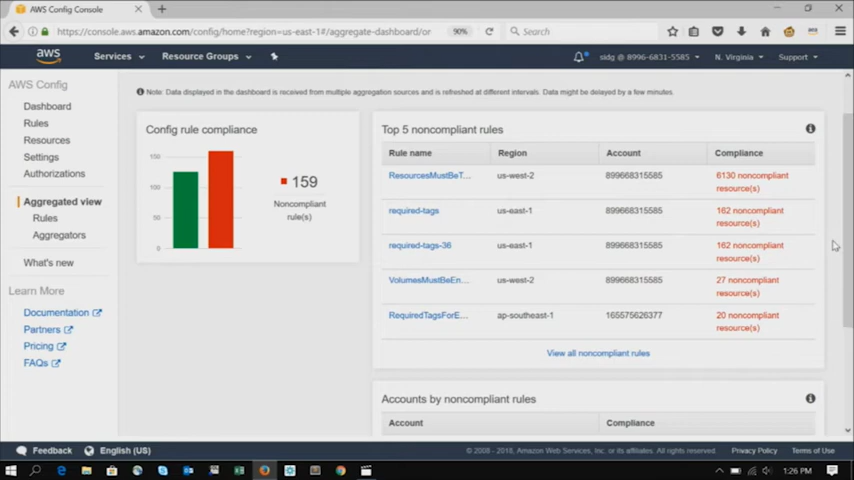 AWS Config Console
https://console.aws.amazon.com/config/home?region=us-east-1#/aggregate-dashboard/or
90%
Search
aws
Services
Resource Groups
sidg @ 8996-6831-5585
N. Virginia
Support
AWS Config
Dashboard
Rules
Resources
Settings
Authorizations
Aggregated view
Rules
Aggregators
What's new
Learn More
Documentation
Partners
Pricing
FAQs
Note: Data displayed in the dashboard is received from multiple aggregation sources and is refreshed at different intervals. Data might be delayed by a few minutes.
Config rule compliance
150
100
50
0
159
Noncompliant
rule(s)
Top 5 noncompliant rules
Rule name Region Account Compliance
ResourcesMustBeT... us-west-2 899668315585 6130 noncompliant
resource(s)
required-tags us-east-1 899668315585 162 noncompliant
resource(s)
required-tags-36 us-east-1 899668315585 162 noncompliant
resource(s)
VolumesMustBeEn... us-west-2 899668315585 27 noncompliant
resource(s)
RequiredTagsForE... ap-southeast-1 165575626377 20 noncompliant
resource(s)
View all noncompliant rules
Accounts by noncompliant rules
Account Compliance
Feedback
English (US)
© 2008 - 2018, Amazon Web Services, Inc. or its affiliates. All rights reserved.
Privacy Policy
Terms of Use
1:26 PM